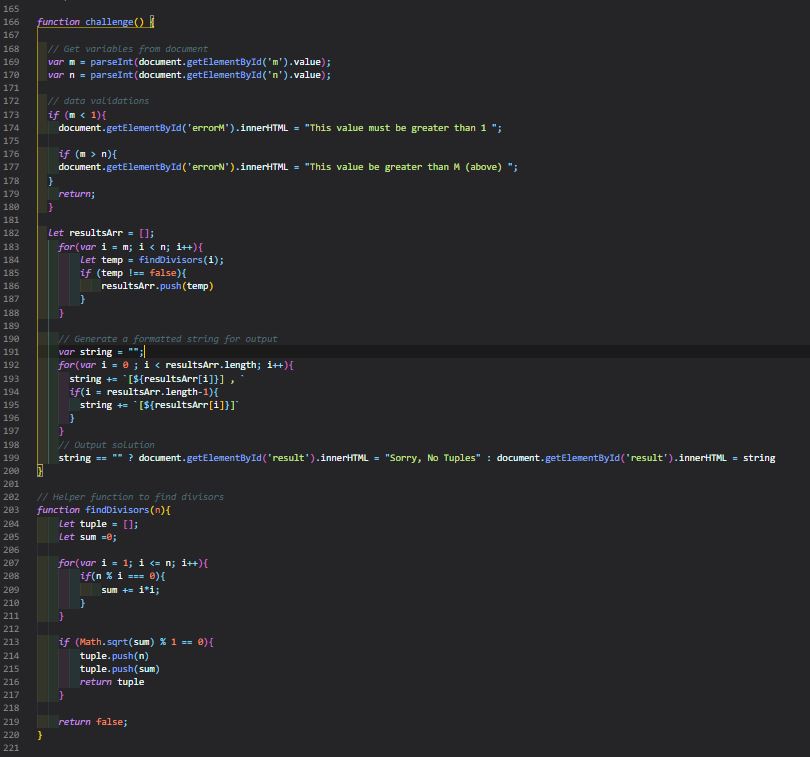 165
166 function challenge() {
167
168 // Get variables from document
169 var m = parseInt(document.getElementById('m').value);
170 var n = parseInt(document.getElementById('n').value);
171
172 // data validations
173 if (m < 1){
174 document.getElementById('errorM').innerHTML = "This value must be greater than 1 ";
175
176 if (m > n){
177 document.getElementById('errorN').innerHTML = "This value be greater than M (above) ";
178 }
179 return;
180 }
181
182 let resultsArr = [];
183 for(var i = m; i < n; i++){
184 let temp = findDivisors(i);
185 if (temp !== false){
186 resultsArr.push(temp)
187 }
188 }
189
190 // Generate a formatted string for output
191 var string = "";
192 for(var i = 0 ; i < resultsArr.length; i++){
193 string += `[${resultsArr[i]}] , `
194 if(i = resultsArr.length-1){
195 string += `[${resultsArr[i]}]`
196 }
197 }
198 // Output solution
199 string == "" ? document.getElementById('result').innerHTML = "Sorry, No Tuples" : document.getElementById('result').innerHTML = string
200 }
201
202 // Helper function to find divisors
203 function findDivisors(n){
204 let tuple = [];
205 let sum =0;
206
207 for(var i = 1; i <= n; i++){
208 if(n % i === 0){
209 sum += i*i;
210 }
211 }
212
213 if (Math.sqrt(sum) % 1 == 0){
214 tuple.push(n)
215 tuple.push(sum)
216 return tuple
217 }
218
219 return false;
220 }
221